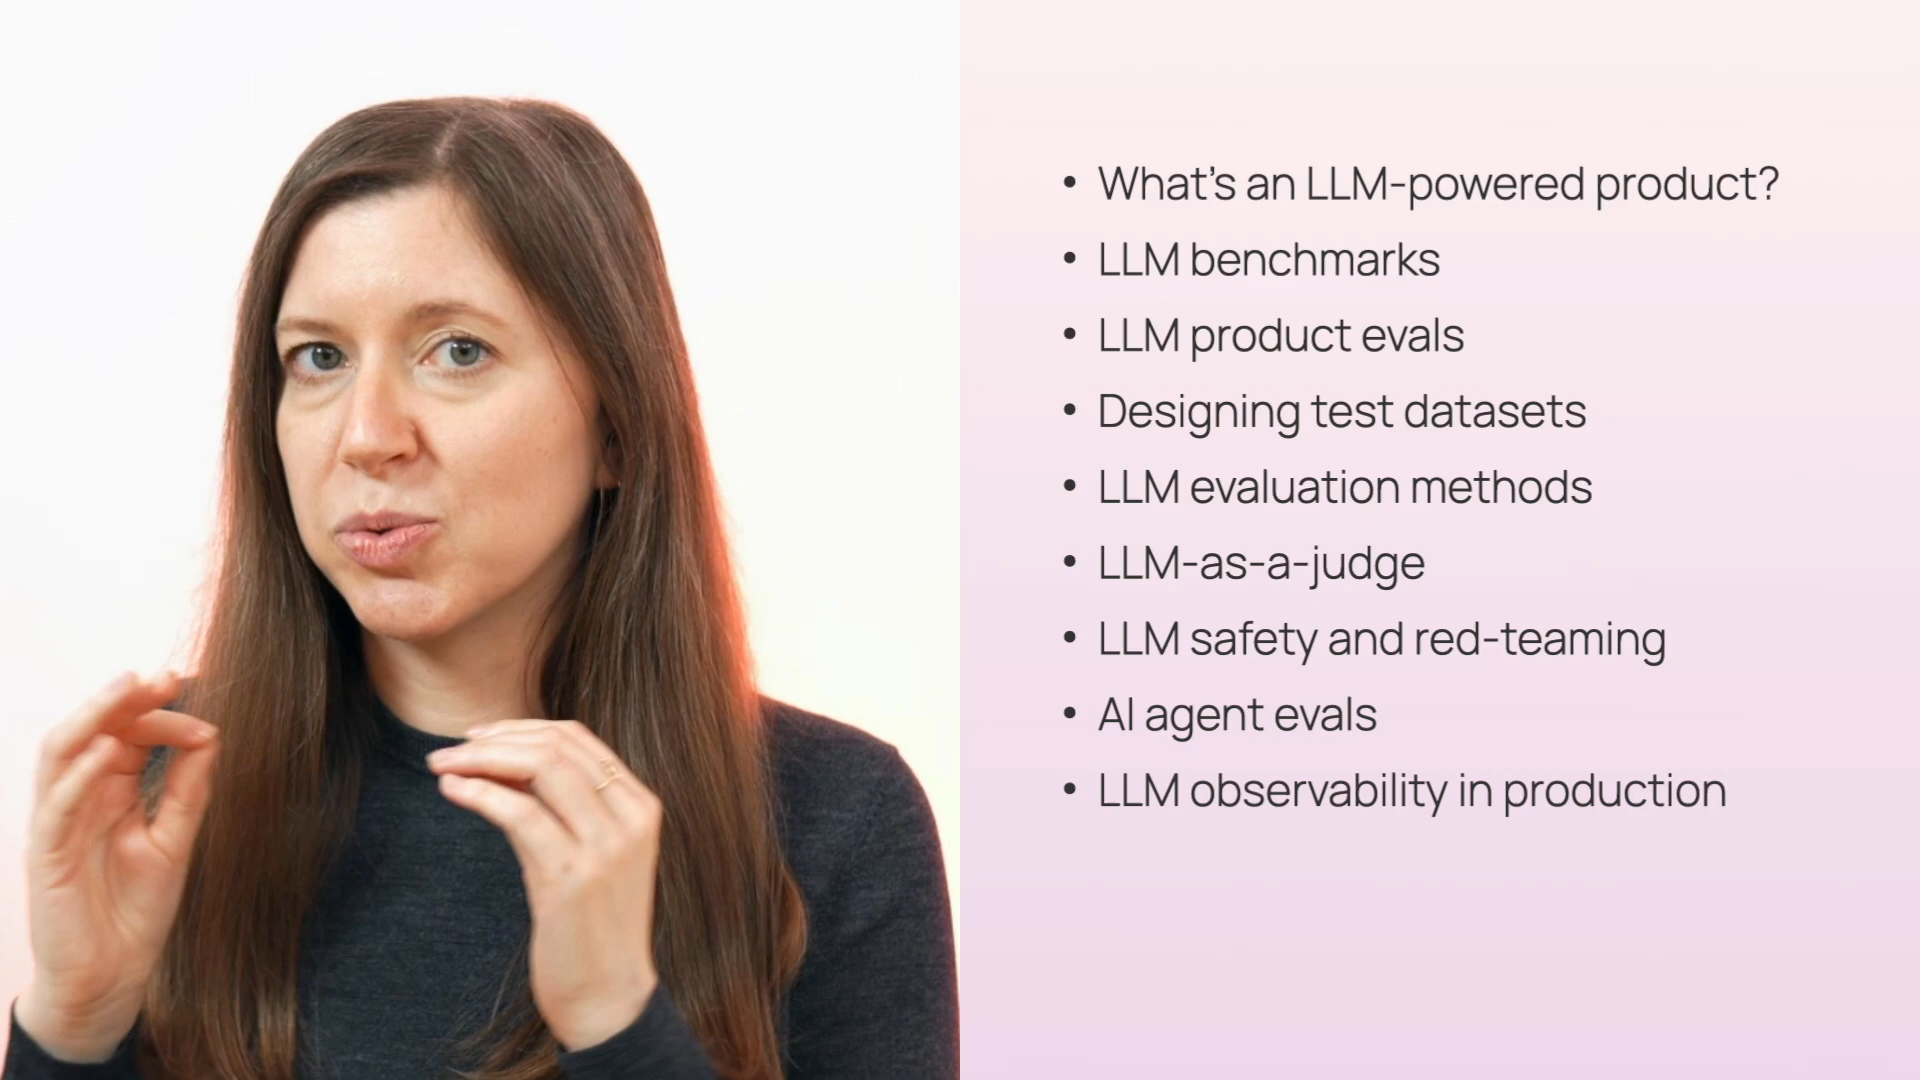 • What's an LLM-powered product?
• LLM benchmarks
• LLM product evals
• Designing test datasets
• LLM evaluation methods
• LLM-as-a-judge
• LLM safety and red-teaming
• AI agent evals
• LLM observability in production